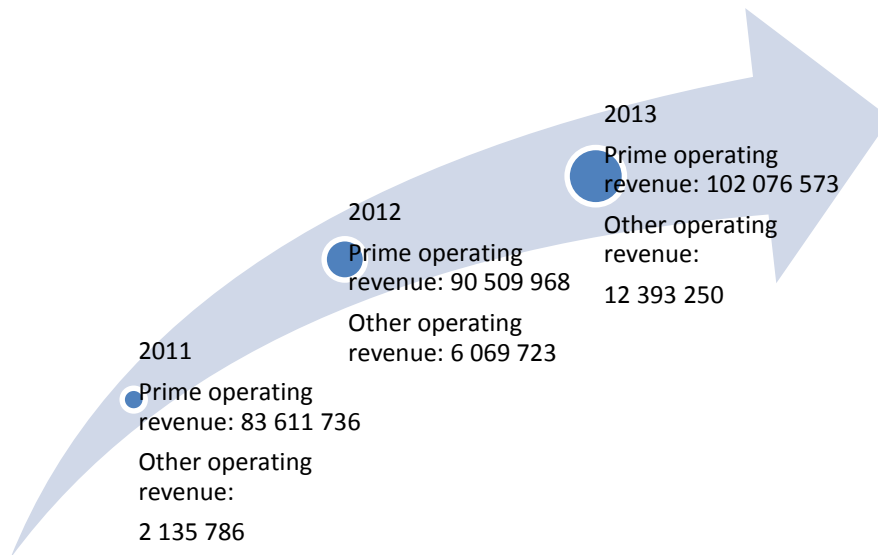 2013
Prime operating
revenue: 102 076 573
Other operating
revenue:
12 393 250
2012
Prime operating
revenue: 90 509 968
Other operating
revenue: 6 069 723
2011
Prime operating
revenue: 83 611 736
Other operating
revenue:
2 135 786